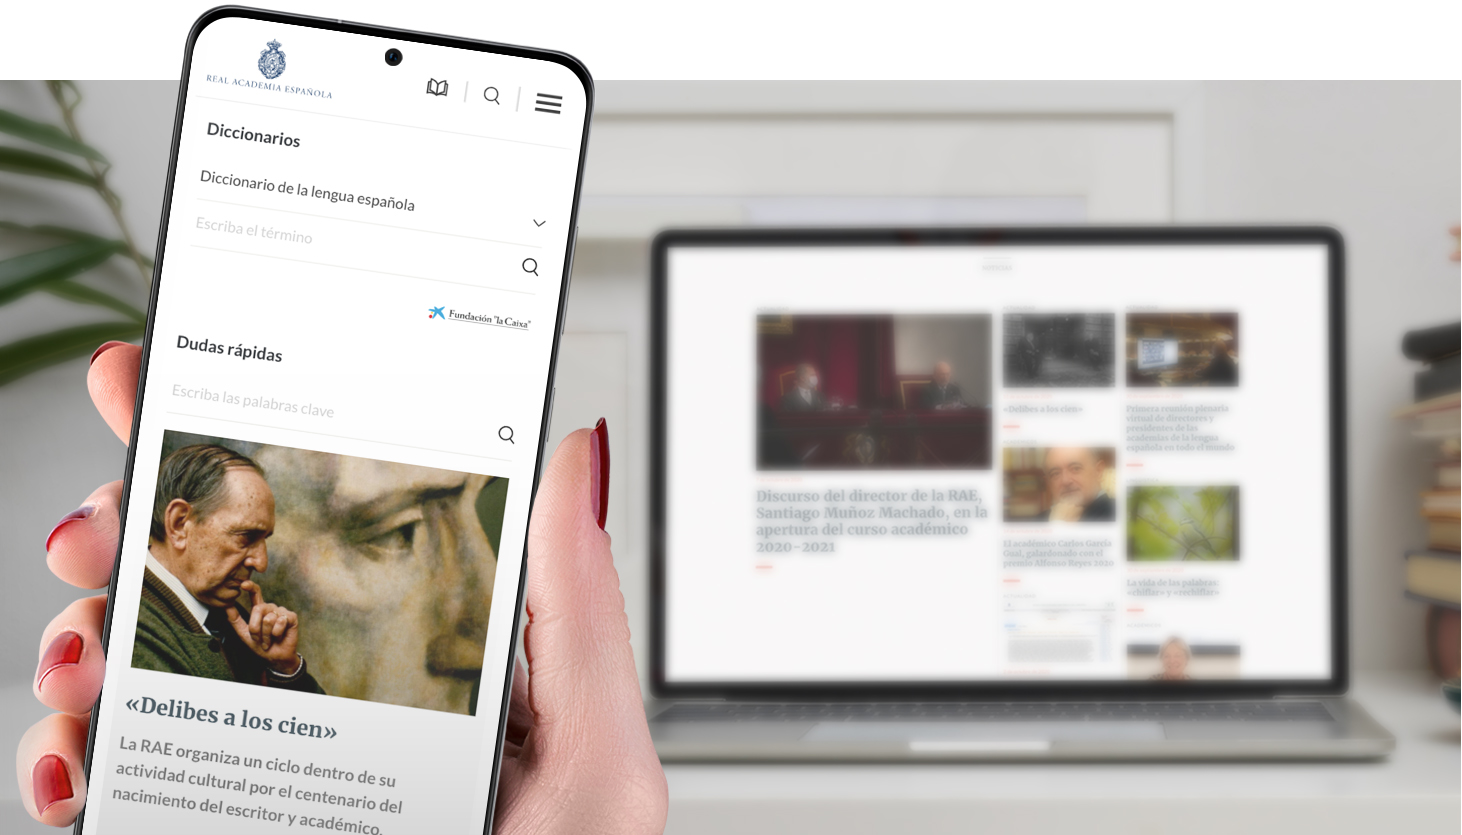 REAL ACADEMIA ESPAÑOLA
Diccionarios
Diccionario de la lengua española
Escriba el término
Fundación "la Caixa"
Dudas rápidas
Escriba las palabras clave
«Delibes a los cien»
La RAE organiza un ciclo dentro de su
actividad cultural por el centenario del
nacimiento del escritor y académico.
Discurso del director de la RAE,
Santiago Muñoz Machado, en la
apertura del curso académico
2020-2021
«Delibes a los cien»
El académico Carlos García
Gual, galardonado con el
premio Alfonso Reyes 2020
Primera reunión plenaria
virtual de directores y
presidentes de las
academias de la lengua
española en todo el mundo
La vida de las palabras:
«chiflar» y «rechiflar»